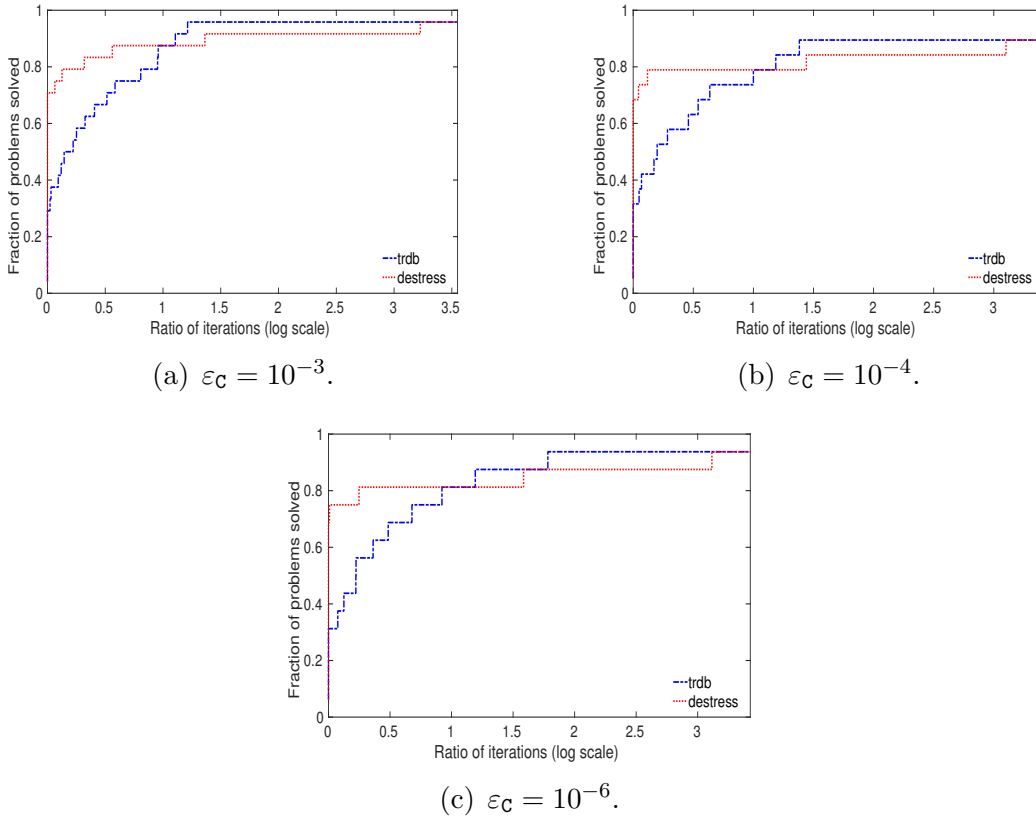 1
0.8
0.6
0.4
0.2
0
Fraction of problems solved
trdb
destress
0 0.5 1 1.5 2 2.5 3 3.5
Ratio of iterations (log scale)
(a) ε_C = 10^{-3}.
1
0.8
0.6
0.4
0.2
0
Fraction of problems solved
trdb
destress
0 0.5 1 1.5 2 2.5 3
Ratio of iterations (log scale)
(b) ε_C = 10^{-4}.
1
0.8
0.6
0.4
0.2
0
Fraction of problems solved
trdb
destress
0 0.5 1 1.5 2 2.5 3
Ratio of iterations (log scale)
(c) ε_C = 10^{-6}.